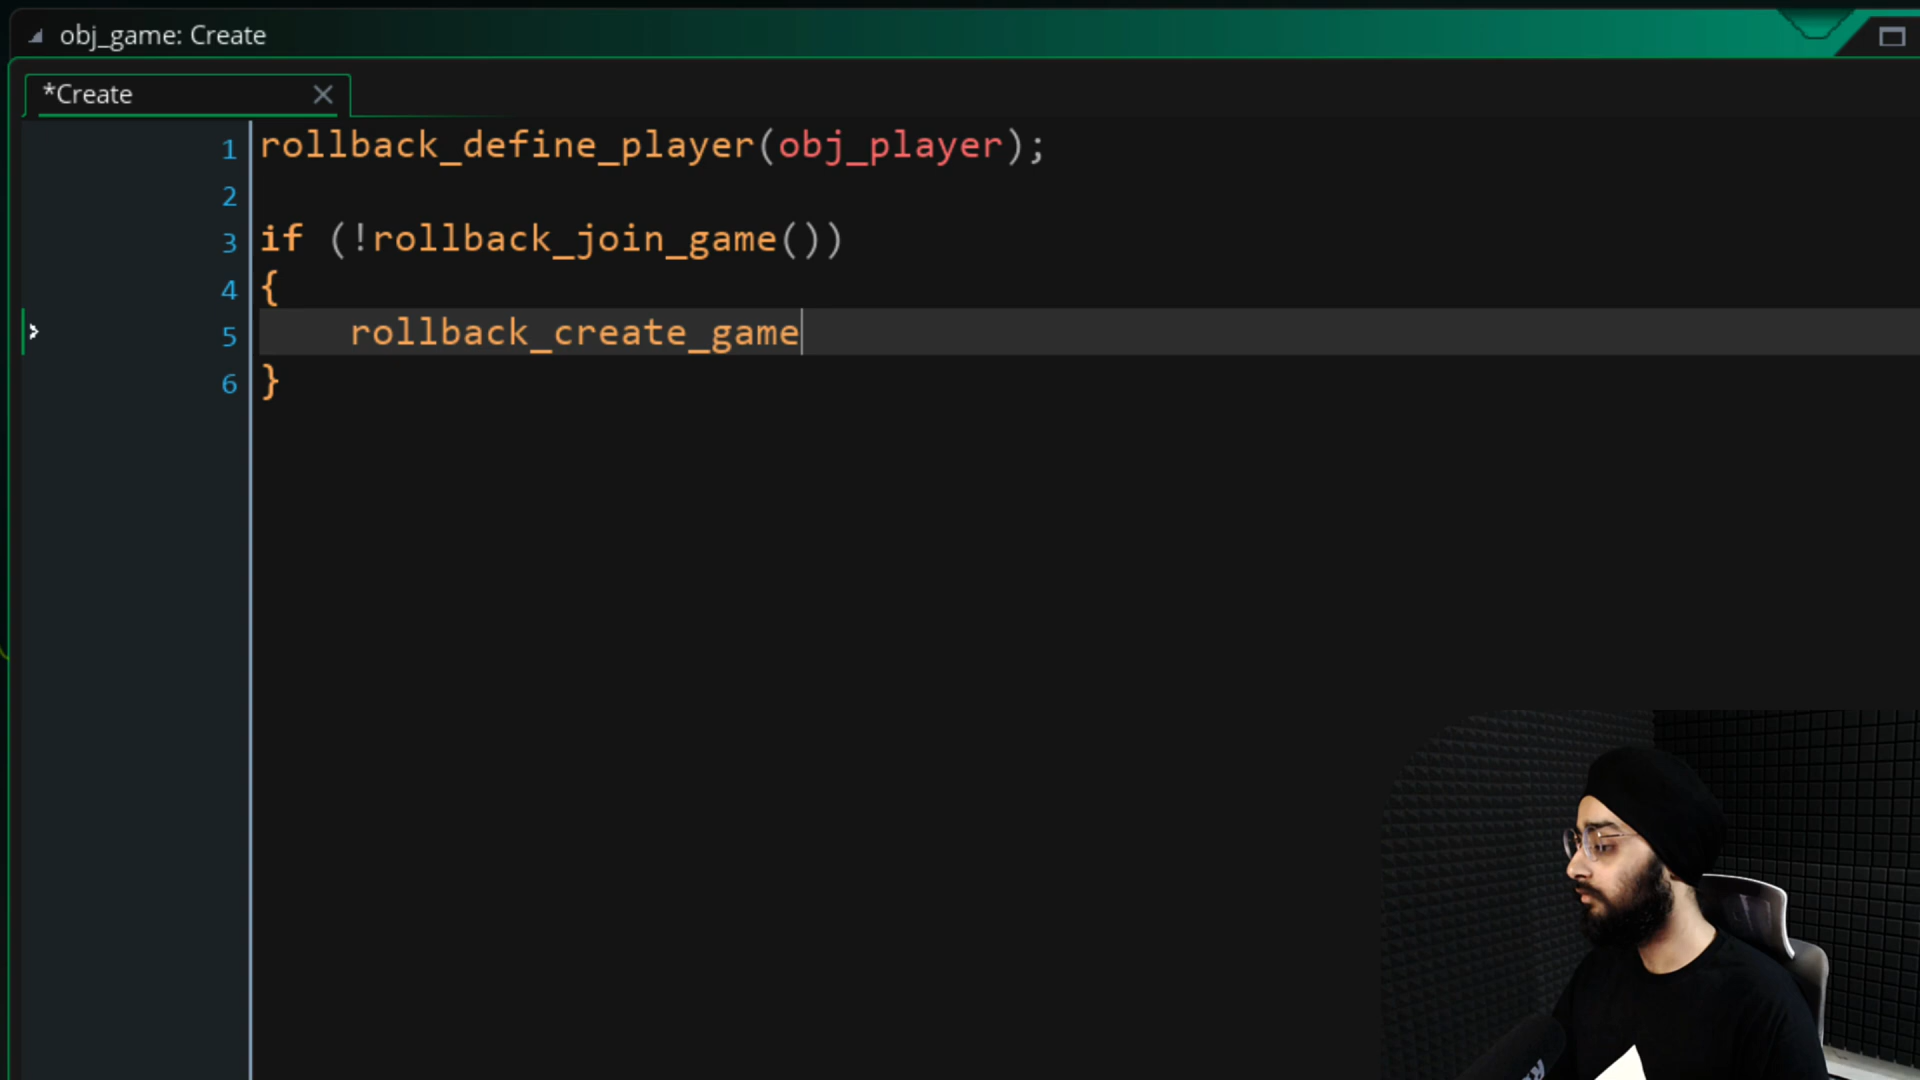 obj_game: Create
*Create
1 rollback_define_player(obj_player);
2
3 if (!rollback_join_game())
4 {
5 rollback_create_game
6 }